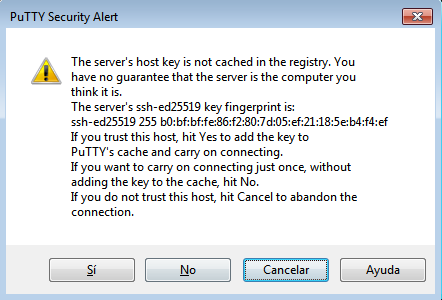 PuTTY Security Alert
The server's host key is not cached in the registry. You
have no guarantee that the server is the computer you
think it is.
The server's ssh-ed25519 key fingerprint is:
ssh-ed25519 255 b0:bf:bf:fe:86:f2:80:7d:05:ef:21:18:5e:b4:f4:ef
If you trust this host, hit Yes to add the key to
PuTTY's cache and carry on connecting.
If you want to carry on connecting just once, without
adding the key to the cache, hit No.
If you do not trust this host, hit Cancel to abandon the
connection.
Sí No Cancelar Ayuda